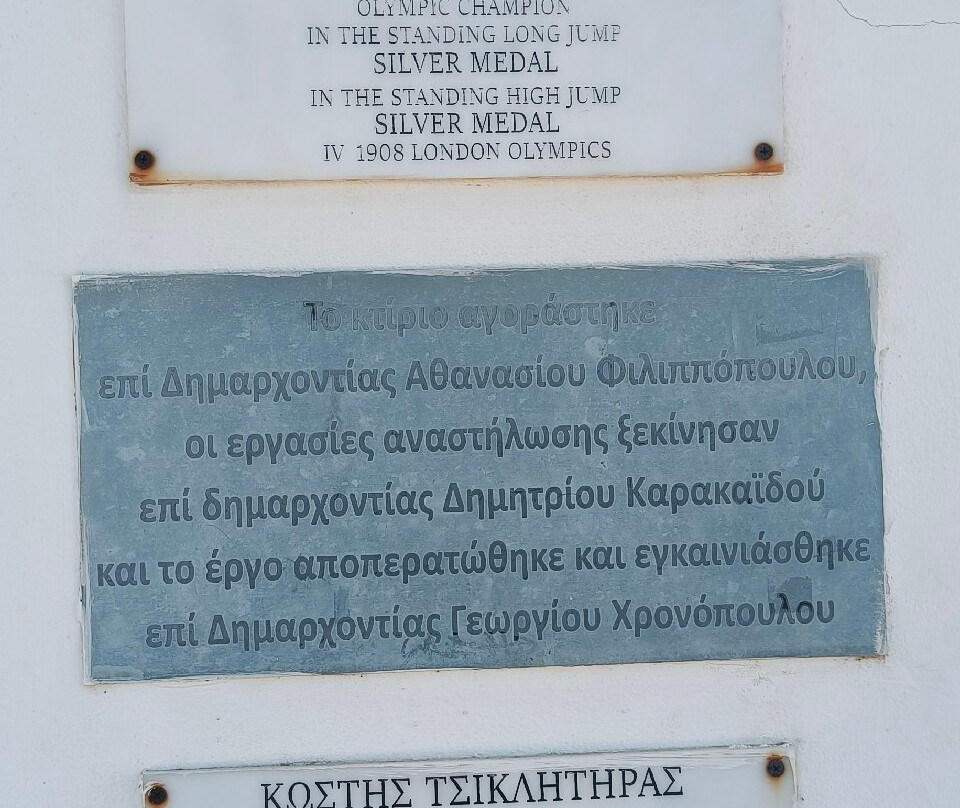 OLYMPIC CHAMPION
IN THE STANDING LONG JUMP
SILVER MEDAL
IN THE STANDING HIGH JUMP
SILVER MEDAL
IV 1908 LONDON OLYMPICS
Το κτίριο αγοράστηκε
επί Δημαρχοντίας Αθανασίου Φιλιππόπουλου,
οι εργασίες αναστήλωσης ξεκίνησαν
επί δημαρχοντίας Δημητρίου Καρακαϊδού
και το έργο αποπερατώθηκε και εγκαινιάσθηκε
επί Δημαρχοντίας Γεωργίου Χρονόπουλου
ΚΩΣΤΗΣ ΤΣΙΚΛΗΤΗΡΑΣ